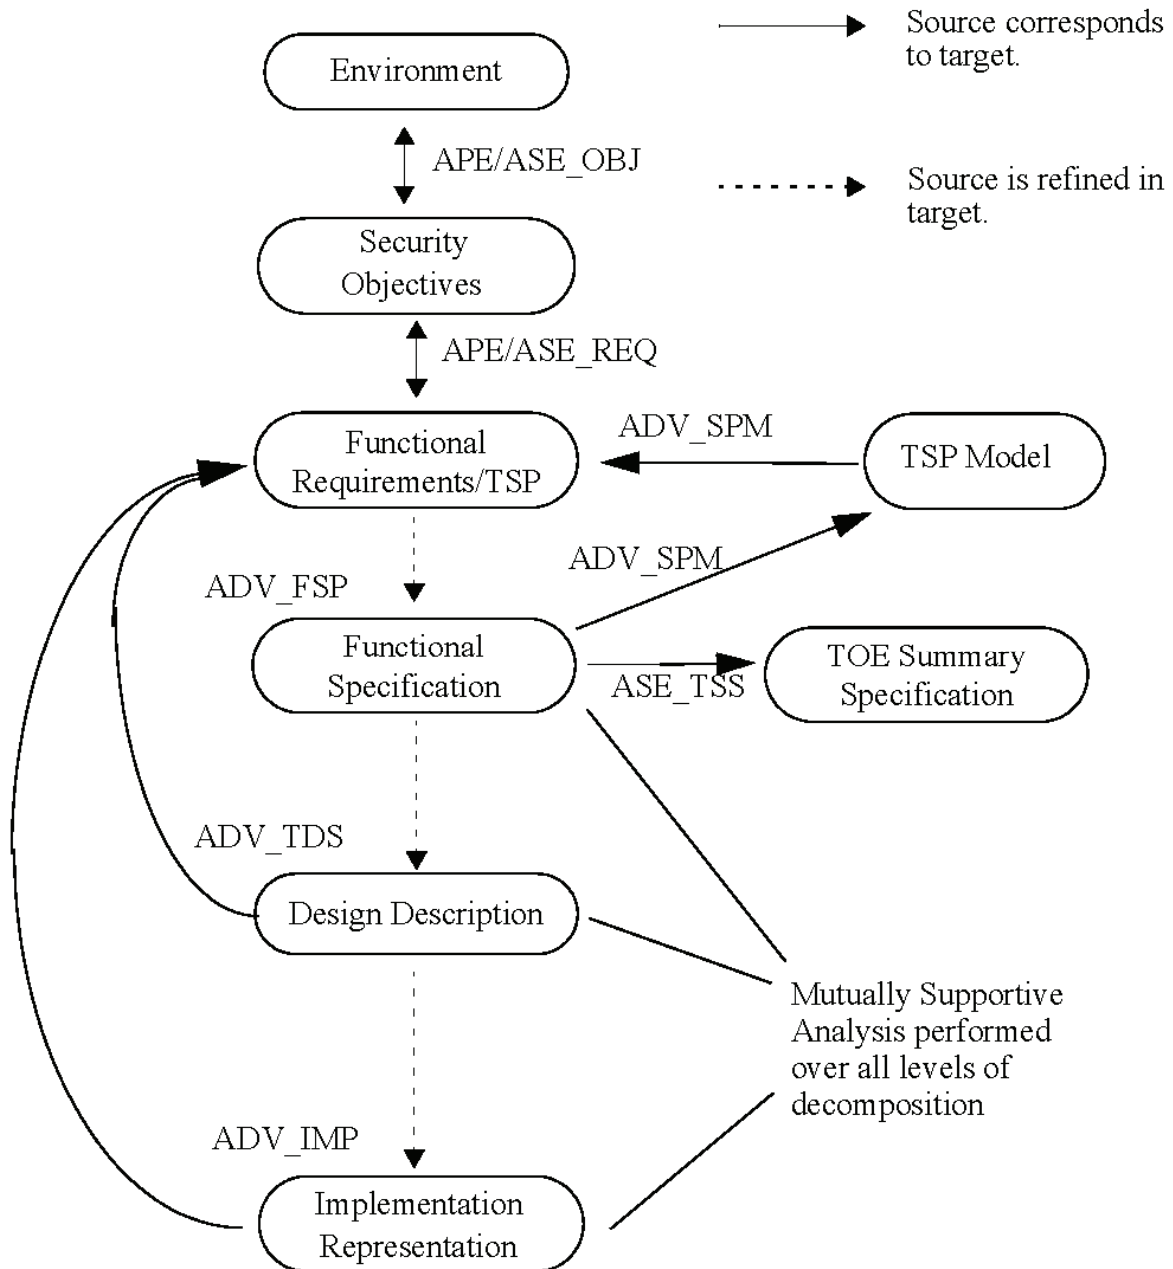 Source corresponds
to target.
Environment
APE/ASE_OBJ
Source is refined in
target.
Security
Objectives
APE/ASE_REQ
Functional
Requirements/TSP
ADV_SPM
TSP Model
ADV_SPM
ADV_FSP
Functional
Specification
ASE_TSS
TOE Summary
Specification
ADV_TDS
Design Description
Mutually Supportive
Analysis performed
over all levels of
decomposition
ADV_IMP
Implementation
Representation